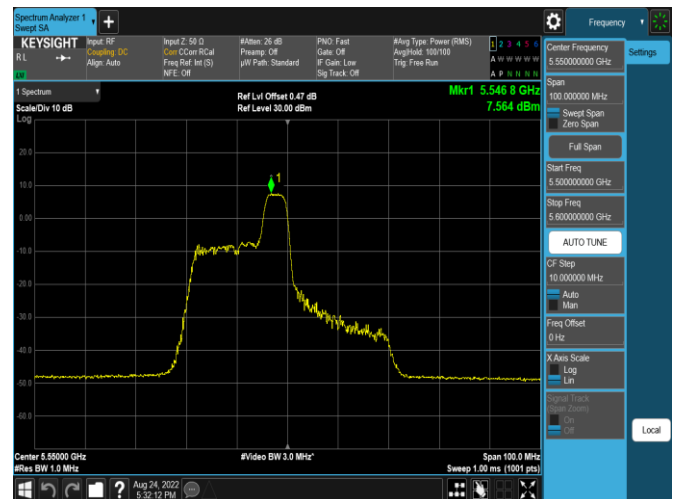 Spectrum Analyzer 1
Swept SA
+
Frequency
KEYSIGHT
RL
LV
Input: RF
Coupling: DC
Align: Auto
Input Z: 50 Ω
Corr CCorr RCal
Freq Ref: Int (S)
NFE: Off
#Atten: 26 dB
Preamp: Off
µW Path: Standard
PNO: Fast
Gate: Off
IF Gain: Low
Sig Track: Off
#Avg Type: Power (RMS)
Avg|Hold: 100/100
Trig: Free Run
1 2 3 4 5 6
A W W W W W
A P N N N N
1 Spectrum
Scale/Div 10 dB
Ref Lvl Offset 0.47 dB
Ref Level 30.00 dBm
Mkr1 5.546 8 GHz
7.564 dBm
Log
20.0
10.0
0.00
-10.0
-20.0
-30.0
-40.0
-50.0
-60.0
1
Center 5.55000 GHz
#Res BW 1.0 MHz
#Video BW 3.0 MHz*
Span 100.0 MHz
Sweep 1.00 ms (1001 pts)
Aug 24, 2022
5:32:12 PM
?
Center Frequency
5.550000000 GHz
Span
100.000000 MHz
Swept Span
Zero Span
Full Span
Start Freq
5.500000000 GHz
Stop Freq
5.600000000 GHz
AUTO TUNE
CF Step
10.000000 MHz
Auto
Man
Freq Offset
0 Hz
X Axis Scale
Log
Lin
Signal Track
(Span Zoom)
On
Off
Settings
Local